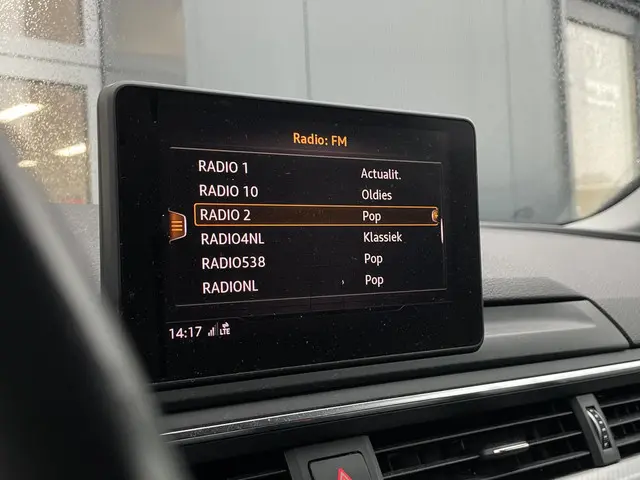 Radio: FM
RADIO 1 Actualit.
RADIO 10 Oldies
RADIO 2 Pop
RADIO4NL Klassiek
RADIO538 Pop
RADIONL Pop
14:17 LTE